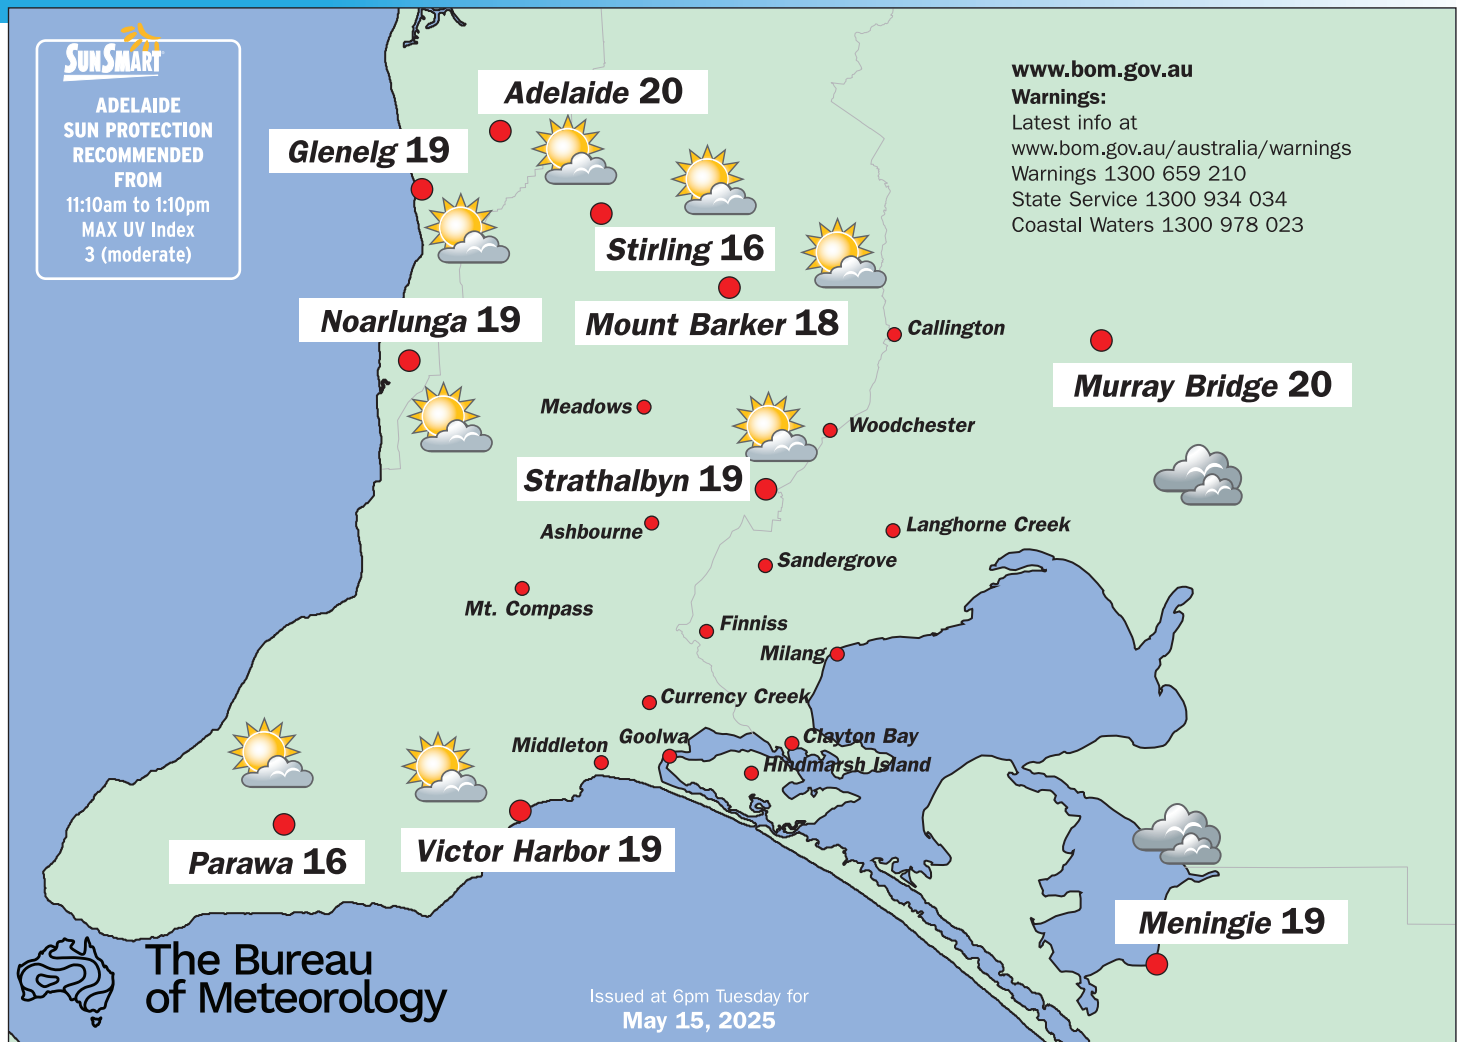 SUNSMART
ADELAIDE
SUN PROTECTION
RECOMMENDED
FROM
11:10am to 1:10pm
MAX UV Index
3 (moderate)
www.bom.gov.au
Warnings:
Latest info at
www.bom.gov.au/australia/warnings
Warnings 1300 659 210
State Service 1300 934 034
Coastal Waters 1300 978 023
Adelaide 20
Glenelg 19
Stirling 16
Noarlunga 19
Mount Barker 18
Callington
Murray Bridge 20
Meadows
Woodchester
Strathalbyn 19
Ashbourne
Langhorne Creek
Sandergrove
Mt. Compass
Finniss
Milang
Currency Creek
Goolwa
Clayton Bay
Middleton
Hindmarsh Island
Victor Harbor 19
Parawa 16
Meningie 19
The Bureau
of Meteorology
Issued at 6pm Tuesday for
May 15, 2025